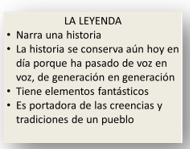 LA LEYENDA
• Narra una historia
• La historia se conserva aún hoy en
día porque ha pasado de voz en
voz, de generación en generación
• Tiene elementos fantásticos
• Es portadora de las creencias y
tradiciones de un pueblo